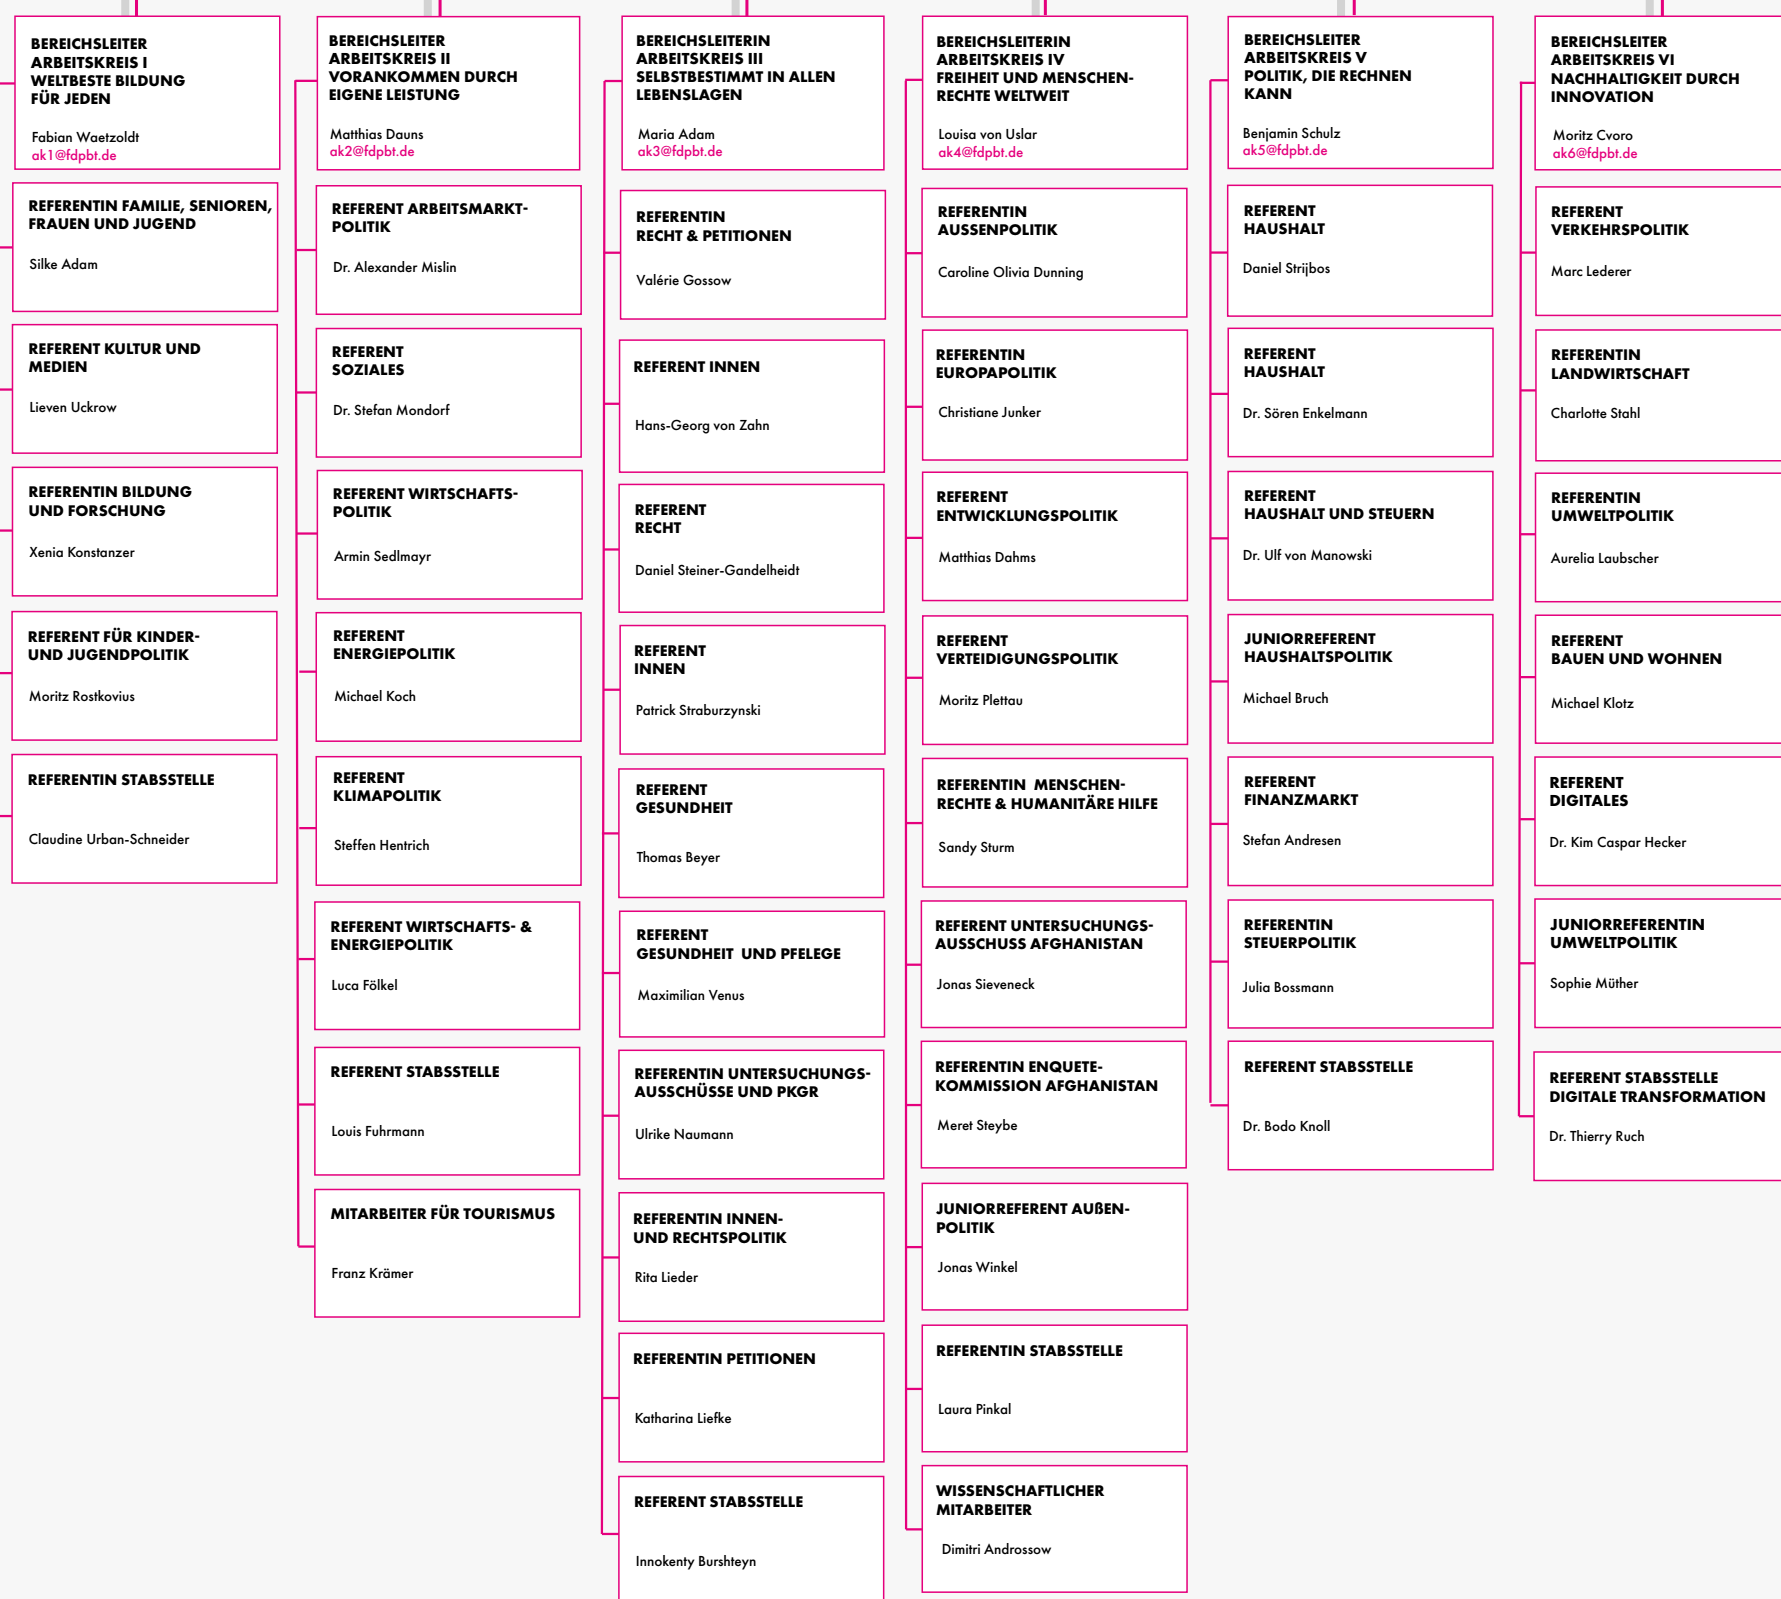 BEREICHSLEITER
ARBEITSKREIS I
WELTBESTE BILDUNG
FÜR JEDEN
Fabian Waetzoldt
ak1@fdpbt.de
REFERENTIN FAMILIE, SENIOREN,
FRAUEN UND JUGEND
Silke Adam
REFERENT KULTUR UND
MEDIEN
Lieven Uckrow
REFERENTIN BILDUNG
UND FORSCHUNG
Xenia Konstanzer
REFERENT FÜR KINDER-
UND JUGENDPOLITIK
Moritz Rostkovius
REFERENTIN STABSSTELLE
Claudine Urban-Schneider
BEREICHSLEITER
ARBEITSKREIS II
VORANKOMMEN DURCH
EIGENE LEISTUNG
Matthias Dauns
ak2@fdpbt.de
REFERENT ARBEITSMARKT-
POLITIK
Dr. Alexander Mislin
REFERENT
SOZIALES
Dr. Stefan Mondorf
REFERENT WIRTSCHAFTS-
POLITIK
Armin Sedlmayr
REFERENT
ENERGIEPOLITIK
Michael Koch
REFERENT
KLIMAPOLITIK
Steffen Hentrich
REFERENT WIRTSCHAFTS- &
ENERGIEPOLITIK
Luca Fölkel
REFERENT STABSSTELLE
Louis Fuhrmann
MITARBEITER FÜR TOURISMUS
Franz Krämer
BEREICHSLEITERIN
ARBEITSKREIS III
SELBSTBESTIMMT IN ALLEN
LEBENSLAGEN
Maria Adam
ak3@fdpbt.de
REFERENTIN
RECHT & PETITIONEN
Valérie Gossow
REFERENT INNEN
Hans-Georg von Zahn
REFERENT
RECHT
Daniel Steiner-Gandelheidt
REFERENT
INNEN
Patrick Straburzynski
REFERENT
GESUNDHEIT
Thomas Beyer
REFERENT
GESUNDHEIT UND PFELEGE
Maximilian Venus
REFERENTIN UNTERSUCHUNGS-
AUSSCHÜSSE UND PKGR
Ulrike Naumann
REFERENTIN INNEN-
UND RECHTSPOLITIK
Rita Lieder
REFERENTIN PETITIONEN
Katharina Liefke
REFERENT STABSSTELLE
Innokenty Burshteyn
BEREICHSLEITERIN
ARBEITSKREIS IV
FREIHEIT UND MENSCHEN-
RECHTE WELTWEIT
Louisa von Uslar
ak4@fdpbt.de
REFERENTIN
AUSSENPOLITIK
Caroline Olivia Dunning
REFERENTIN
EUROPAPOLITIK
Christiane Junker
REFERENT
ENTWICKLUNGSPOLITIK
Matthias Dahms
REFERENT
VERTEIDIGUNGSPOLITIK
Moritz Plettau
REFERENTIN MENSCHEN-
RECHTE & HUMANITÄRE HILFE
Sandy Sturm
REFERENT UNTERSUCHUNGS-
AUSSCHUSS AFGHANISTAN
Jonas Sieveneck
REFERENTIN ENQUETE-
KOMMISSION AFGHANISTAN
Meret Steybe
JUNIORREFERENT AUßEN-
POLITIK
Jonas Winkel
REFERENTIN STABSSTELLE
Laura Pinkal
WISSENSCHAFTLICHER
MITARBEITER
Dimitri Androssow
BEREICHSLEITER
ARBEITSKREIS V
POLITIK, DIE RECHNEN
KANN
Benjamin Schulz
ak5@fdpbt.de
REFERENT
HAUSHALT
Daniel Strijbos
REFERENT
HAUSHALT
Dr. Sören Enkelmann
REFERENT
HAUSHALT UND STEUERN
Dr. Ulf von Manowski
JUNIORREFERENT
HAUSHALTSPOLITIK
Michael Bruch
REFERENT
FINANZMARKT
Stefan Andresen
REFERENTIN
STEUERPOLITIK
Julia Bossmann
REFERENT STABSSTELLE
Dr. Bodo Knoll
BEREICHSLEITER
ARBEITSKREIS VI
NACHHALTIGKEIT DURCH
INNOVATION
Moritz Cvoro
ak6@fdpbt.de
REFERENT
VERKEHRSPOLITIK
Marc Lederer
REFERENTIN
LANDWIRTSCHAFT
Charlotte Stahl
REFERENTIN
UMWELTPOLITIK
Aurelia Laubscher
REFERENT
BAUEN UND WOHNEN
Michael Klotz
REFERENT
DIGITALES
Dr. Kim Caspar Hecker
JUNIORREFERENTIN
UMWELTPOLITIK
Sophie Müther
REFERENT STABSSTELLE
DIGITALE TRANSFORMATION
Dr. Thierry Ruch